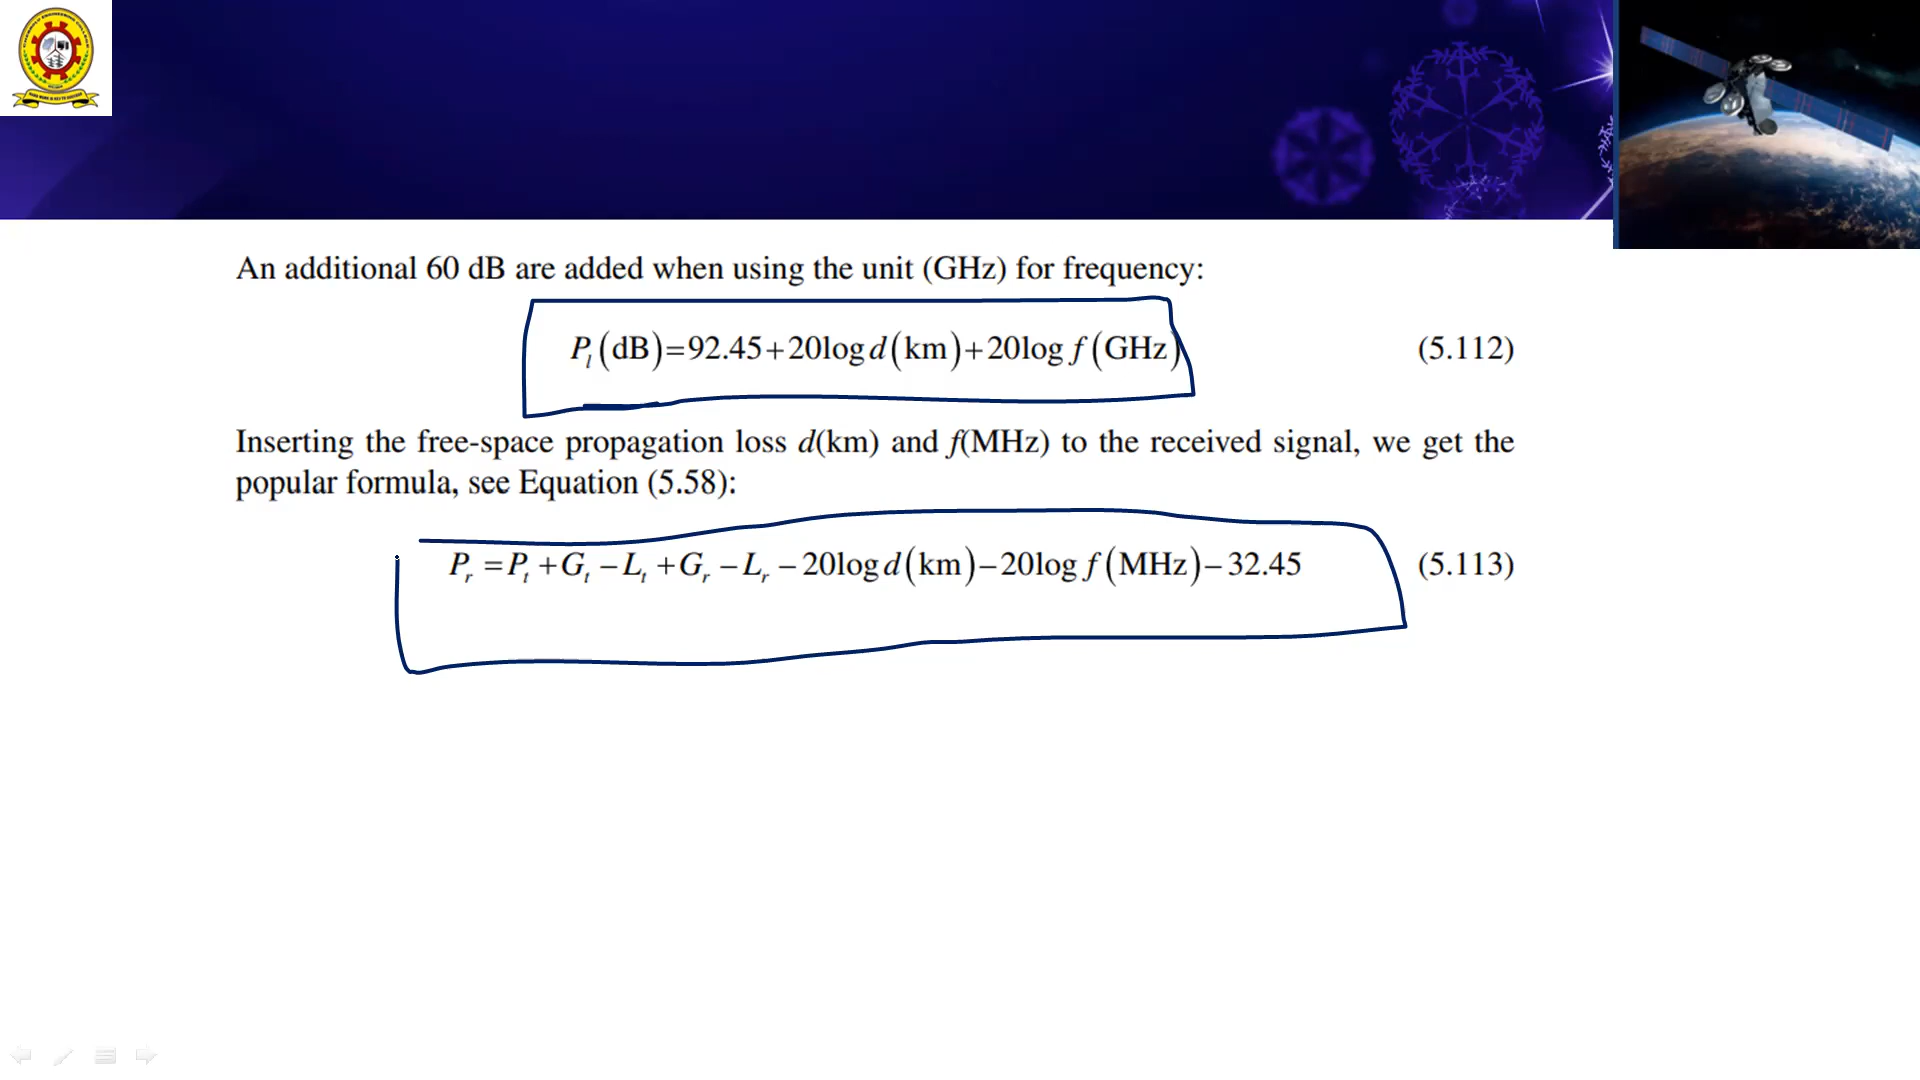 An additional 60 dB are added when using the unit (GHz) for frequency:
P_l (dB)=92.45+20log d (km)+20log f (GHz) (5.112)
Inserting the free-space propagation loss d(km) and f(MHz) to the received signal, we get the
popular formula, see Equation (5.58):
P_r =P_t +G_t −L_t +G_r −L_r −20log d (km)−20log f (MHz)−32.45 (5.113)